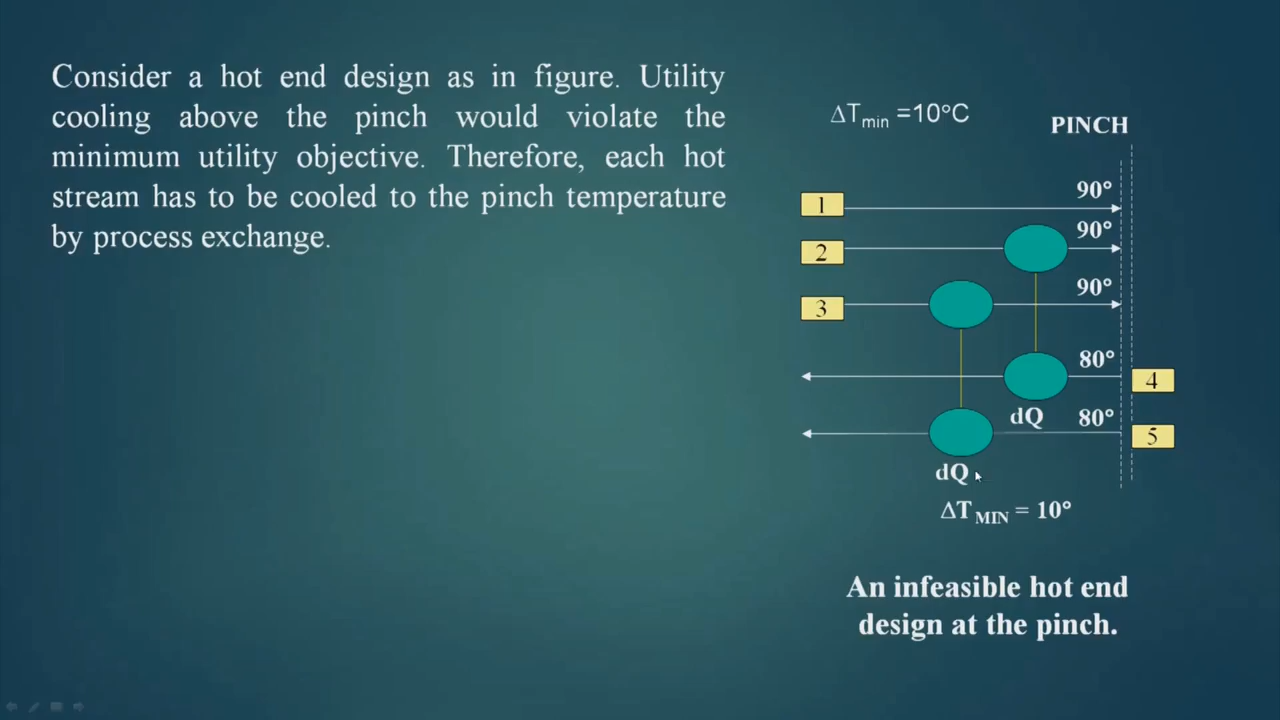 Consider a hot end design as in figure. Utility
cooling above the pinch would violate the
minimum utility objective. Therefore, each hot
stream has to be cooled to the pinch temperature
by process exchange.
ΔTmin =10°C
PINCH
1
90°
2
90°
3
90°
80°
4
dQ
80°
5
dQ
ΔT MIN = 10°
An infeasible hot end
design at the pinch.